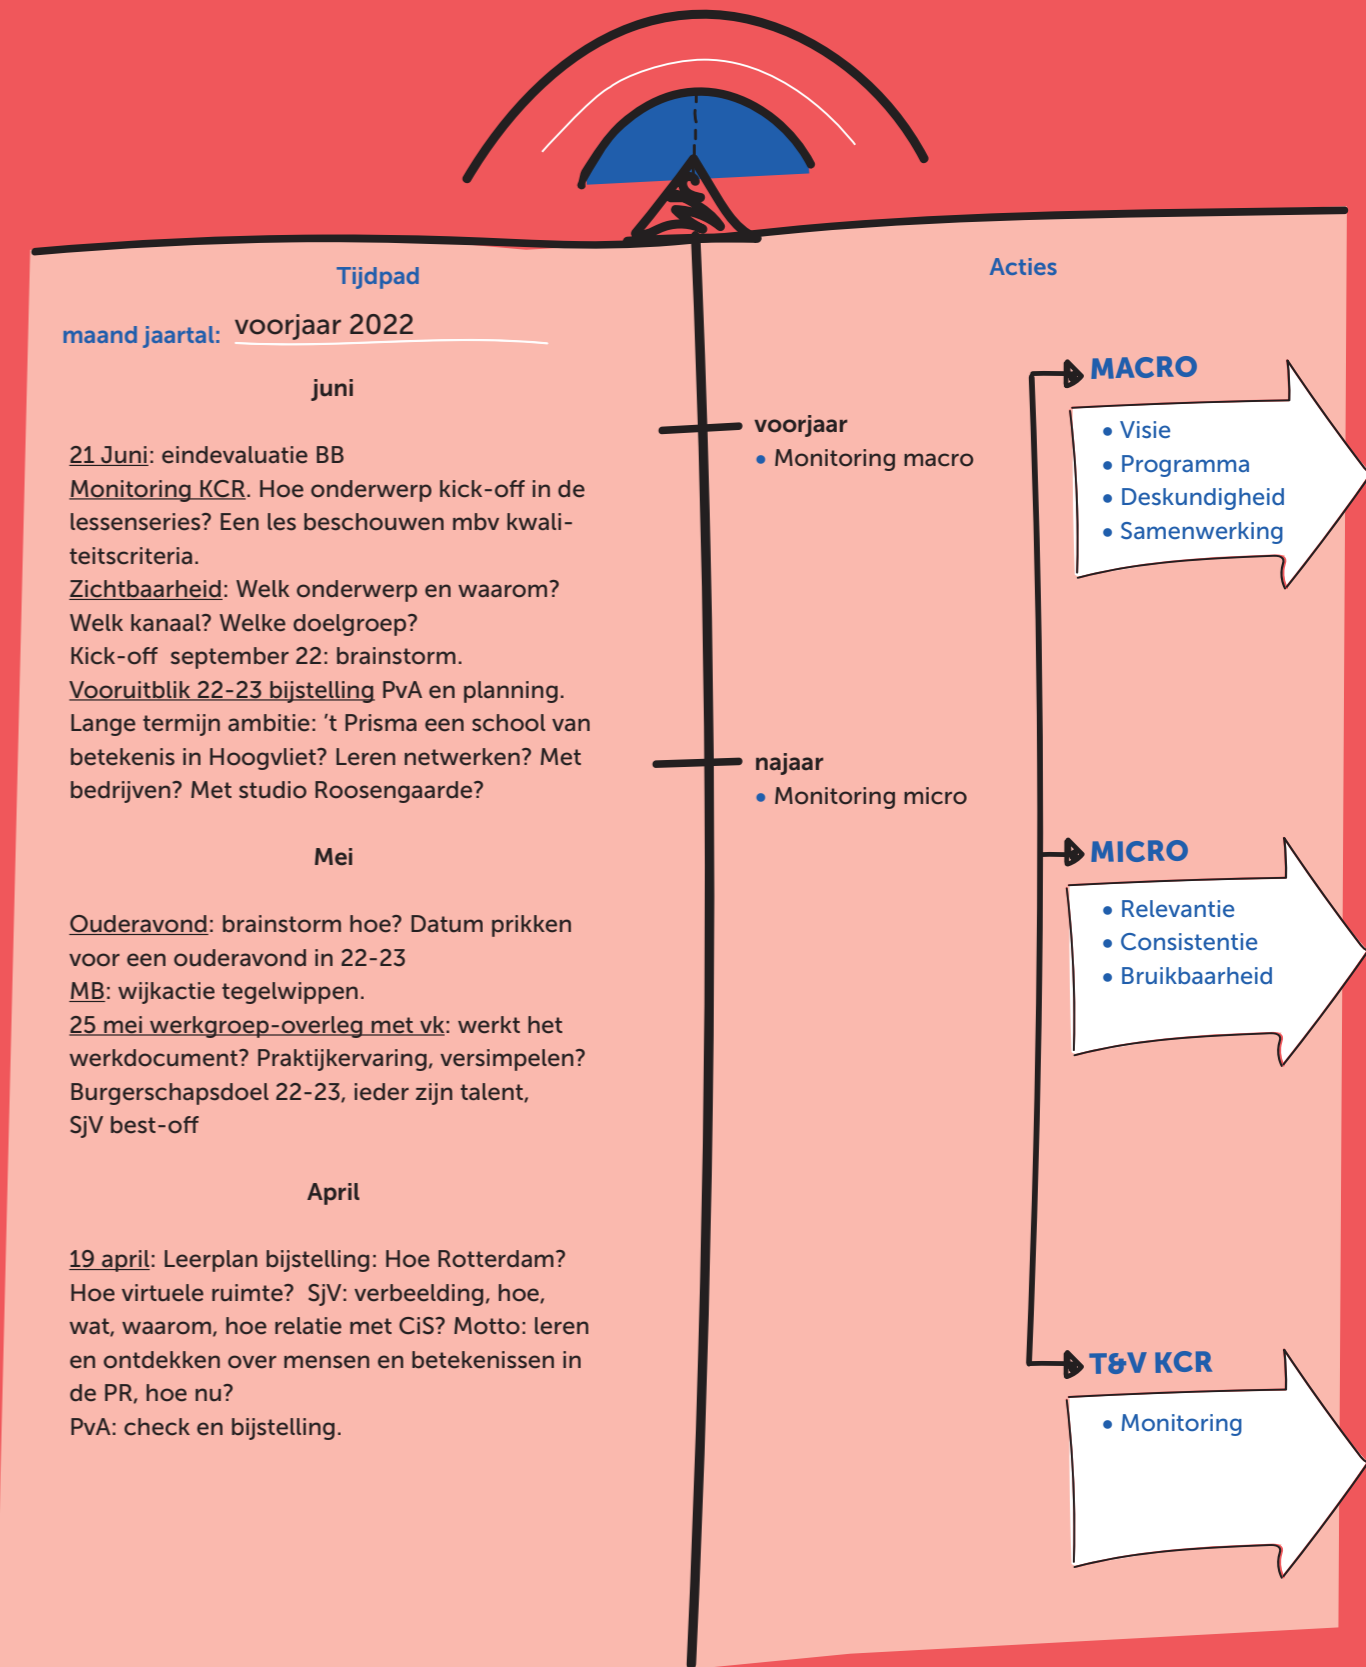 Tijdpad
maand jaartal: voorjaar 2022
juni
21 Juni: eindevaluatie BB
Monitoring KCR. Hoe onderwerp kick-off in de
lessenseries? Een les beschouwen mbv kwali-
teitscriteria.
Zichtbaarheid: Welk onderwerp en waarom?
Welk kanaal? Welke doelgroep?
Kick-off  september 22: brainstorm.
Vooruitblik 22-23 bijstelling PvA en planning.
Lange termijn ambitie: ’t Prisma een school van
betekenis in Hoogvliet? Leren netwerken? Met
bedrijven? Met studio Roosengaarde?
Mei
Ouderavond: brainstorm hoe? Datum prikken
voor een ouderavond in 22-23
MB: wijkactie tegelwippen.
25 mei werkgroep-overleg met vk: werkt het
werkdocument? Praktijkervaring, versimpelen?
Burgerschapsdoel 22-23, ieder zijn talent,
SjV best-off
April
19 april: Leerplan bijstelling: Hoe Rotterdam?
Hoe virtuele ruimte?  SjV: verbeelding, hoe,
wat, waarom, hoe relatie met CiS? Motto: leren
en ontdekken over mensen en betekenissen in
de PR, hoe nu?
PvA: check en bijstelling.
Acties
voorjaar
• Monitoring macro
najaar
• Monitoring micro
MACRO
• Visie
• Programma
• Deskundigheid
• Samenwerking
MICRO
• Relevantie
• Consistentie
• Bruikbaarheid
T&V KCR
• Monitoring